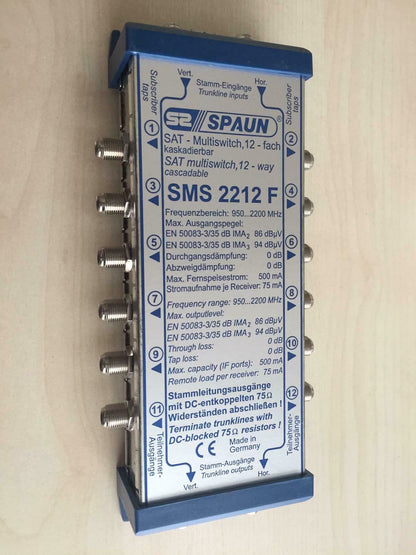 Vert.
Stamm-Eingänge
Hor.
Trunkline inputs
Subscriber
taps
Subscriber
taps
SPAUN ®
SAT - Multiswitch,12 - fach
kaskadierbar
SAT multiswitch,12 - way
cascadable
SMS 2212 F
Frequenzbereich: 950...2200 MHz
Max. Ausgangspegel:
EN 50083-3/35 dB IMA2 86 dBµV
EN 50083-3/35 dB IMA3 94 dBµV
Durchgangsdämpfung: 0 dB
Abzweigdämpfung: 0 dB
Max. Fernspeisestrom: 500 mA
Stromaufnahme je Receiver: 75 mA
Frequency range: 950...2200 MHz
Max. outputlevel:
EN 50083-3/35 dB IMA2 86 dBµV
EN 50083-3/35 dB IMA3 94 dBµV
Through loss: 0 dB
Tap loss: 0 dB
Max. capacity (IF ports): 500 mA
Remote load per receiver: 75 mA
Stammleitungsausgänge
mit DC-entkoppelten 75Ω
Widerständen abschließen !
Terminate trunklines with
DC-blocked 75Ω resistors !
CE Made in
Germany
Stamm-Ausgänge
Trunkline outputs
Vert.
Hor.
1
2
3
4
5
6
7
8
9
10
11
12
Teilnehmer-
Ausgänge
Teilnehmer-
Ausgänge